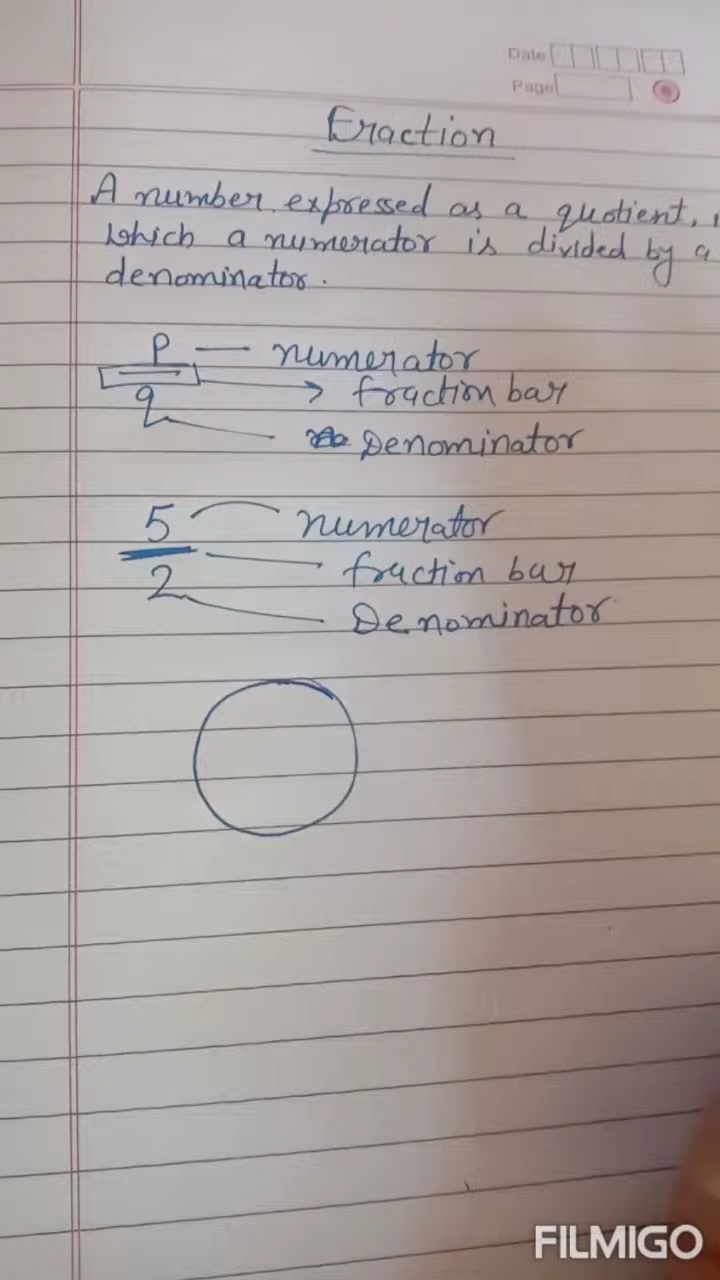 Date
Page
Fraction
A number expressed as a quotient,
which a numerator is divided by a
denominator.
P — numerator
fraction bar
q
Denominator
5 numerator
fraction bar
2
Denominator
FILMIGO